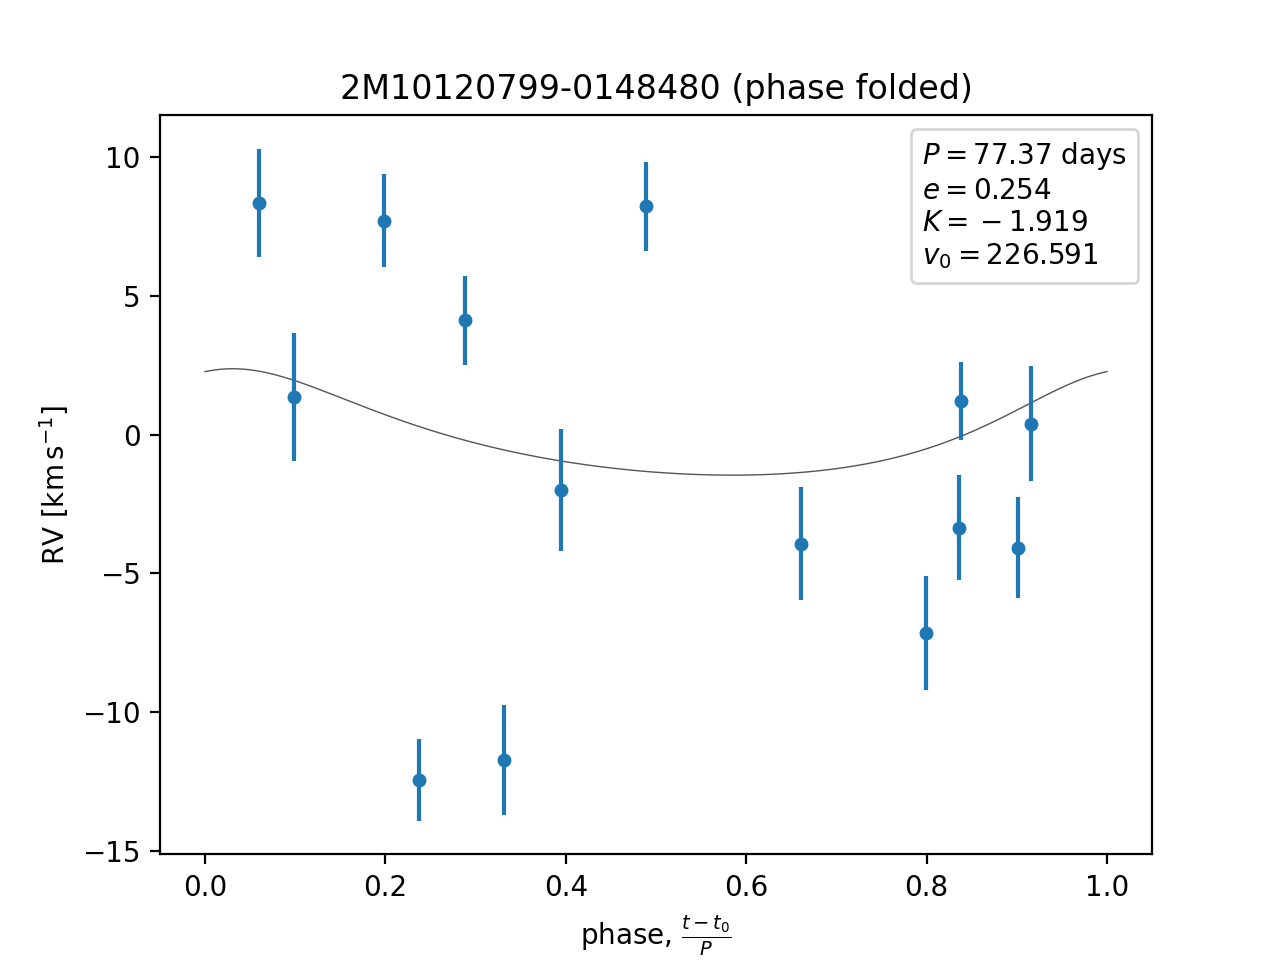 2M10120799-0148480 (phase folded)
P = 77.37 days
e = 0.254
K = −1.919
v₀ = 226.591
10
5
0
−5
−10
−15
RV [km s⁻¹]
0.0 0.2 0.4 0.6 0.8 1.0
phase, (t − t₀)/P